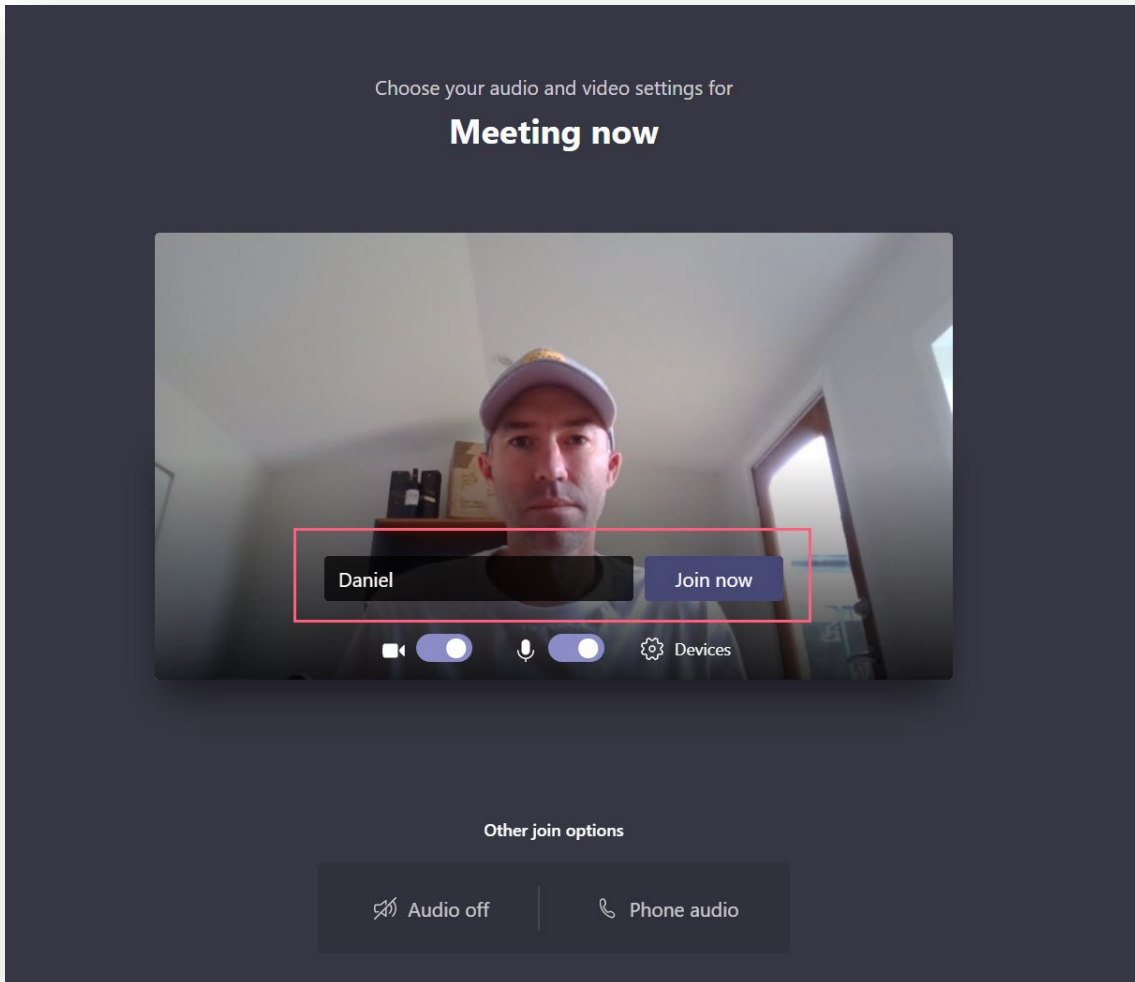 Choose your audio and video settings for
Meeting now
Daniel
Join now
Devices
Other join options
Audio off
Phone audio